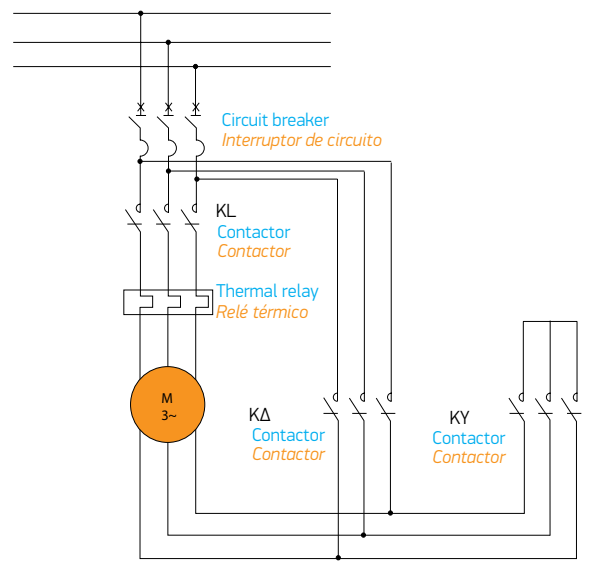 Circuit breaker
Interruptor de circuito
KL
Contactor
Contactor
Thermal relay
Relé térmico
M
3~
KΔ
Contactor
Contactor
KY
Contactor
Contactor